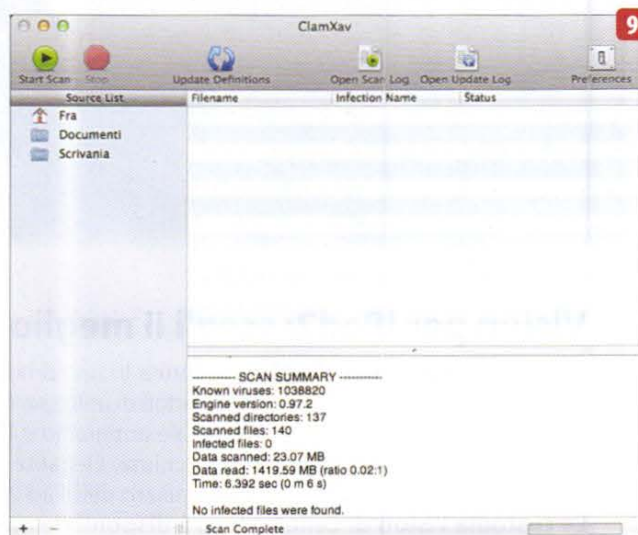 ClamXav
9
Start Scan Stop Update Definitions Open Scan Log Open Update Log Preferences
Source List Filename Infection Name Status
Fra
Documenti
Scrivania
----------- SCAN SUMMARY -----------
Known viruses: 1038820
Engine version: 0.97.2
Scanned directories: 137
Scanned files: 140
Infected files: 0
Data scanned: 23.07 MB
Data read: 1419.59 MB (ratio 0.02:1)
Time: 6.392 sec (0 m 6 s)
No infected files were found.
+ - Scan Complete